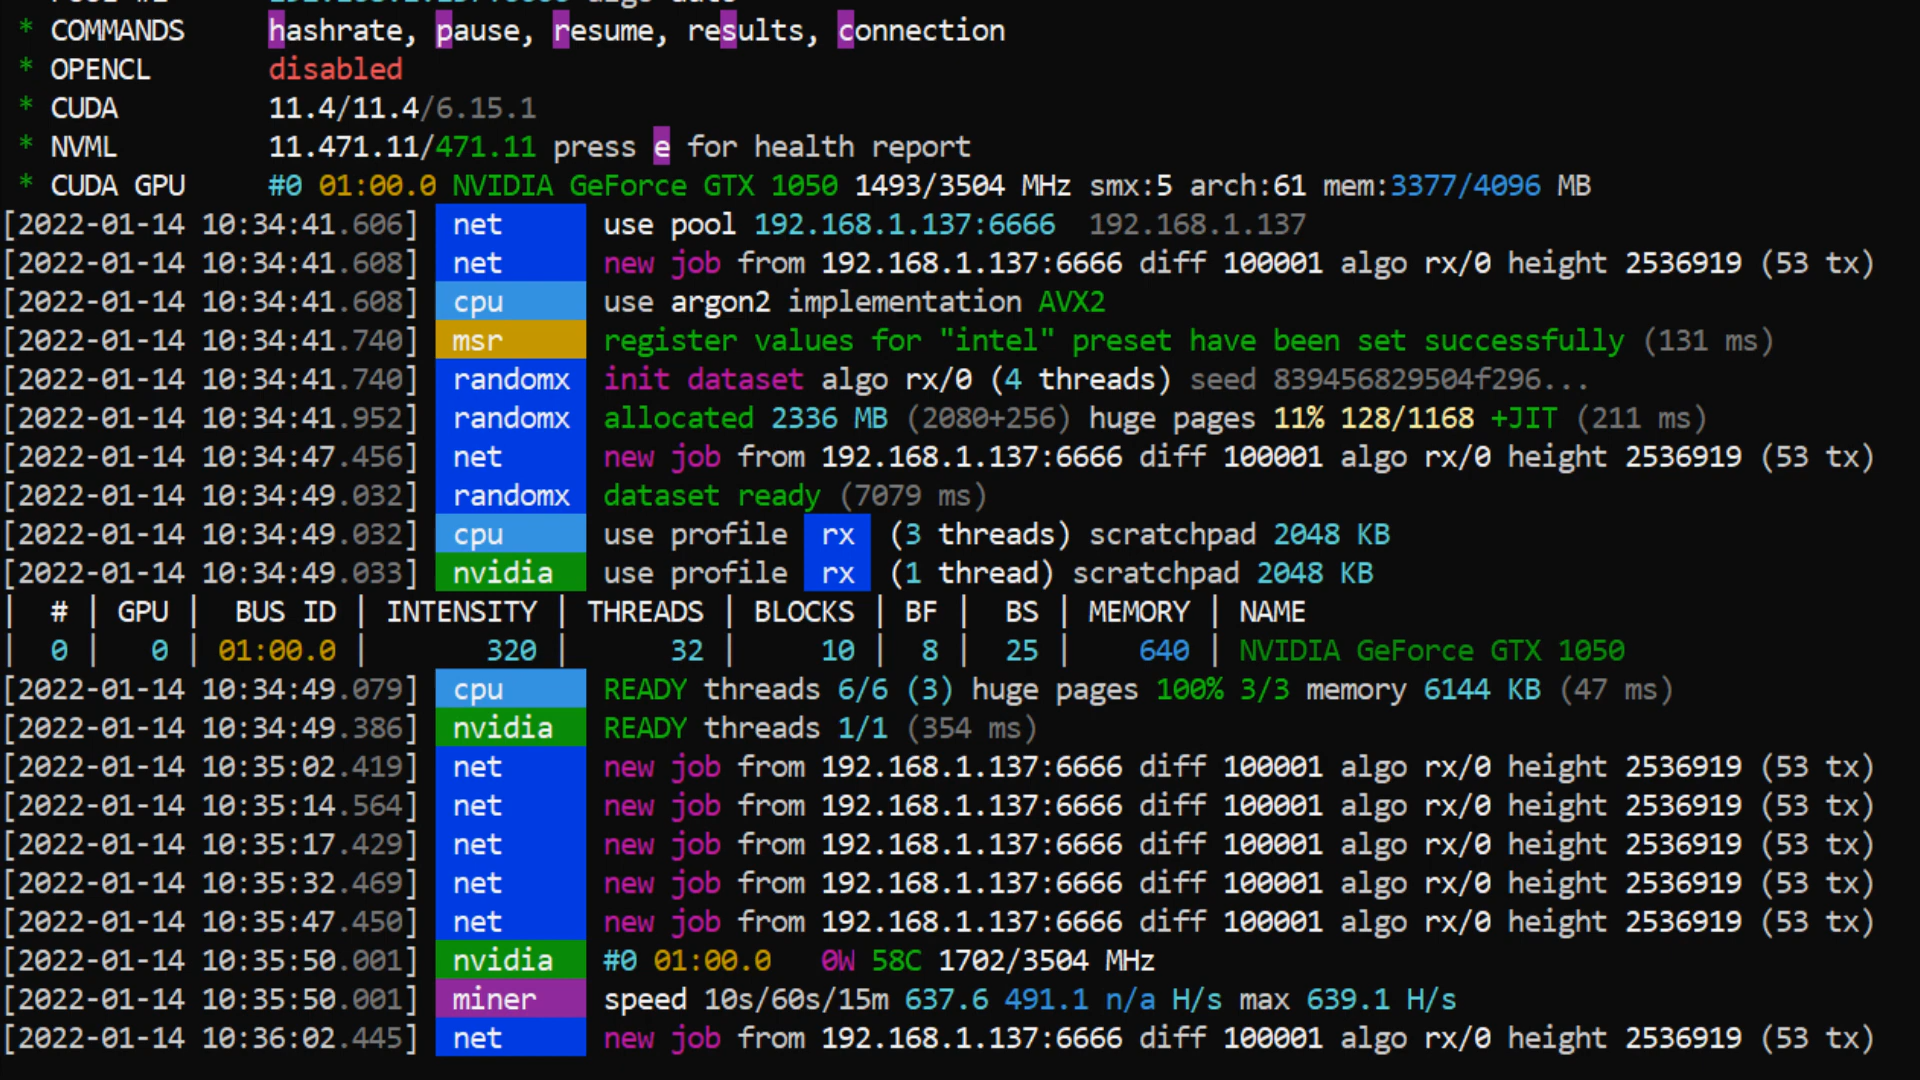 * COMMANDS hashrate, pause, resume, results, connection
* OPENCL disabled
* CUDA 11.4/11.4/6.15.1
* NVML 11.471.11/471.11 press e for health report
* CUDA GPU #0 01:00.0 NVIDIA GeForce GTX 1050 1493/3504 MHz smx:5 arch:61 mem:3377/4096 MB
[2022-01-14 10:34:41.606] net use pool 192.168.1.137:6666 192.168.1.137
[2022-01-14 10:34:41.608] net new job from 192.168.1.137:6666 diff 100001 algo rx/0 height 2536919 (53 tx)
[2022-01-14 10:34:41.608] cpu use argon2 implementation AVX2
[2022-01-14 10:34:41.740] msr register values for "intel" preset have been set successfully (131 ms)
[2022-01-14 10:34:41.740] randomx init dataset algo rx/0 (4 threads) seed 839456829504f296...
[2022-01-14 10:34:41.952] randomx allocated 2336 MB (2080+256) huge pages 11% 128/1168 +JIT (211 ms)
[2022-01-14 10:34:47.456] net new job from 192.168.1.137:6666 diff 100001 algo rx/0 height 2536919 (53 tx)
[2022-01-14 10:34:49.032] randomx dataset ready (7079 ms)
[2022-01-14 10:34:49.032] cpu use profile rx (3 threads) scratchpad 2048 KB
[2022-01-14 10:34:49.033] nvidia use profile rx (1 thread) scratchpad 2048 KB
| # | GPU | BUS ID | INTENSITY | THREADS | BLOCKS | BF | BS | MEMORY | NAME
| 0 | 0 | 01:00.0 | 320 | 32 | 10 | 8 | 25 | 640 | NVIDIA GeForce GTX 1050
[2022-01-14 10:34:49.079] cpu READY threads 6/6 (3) huge pages 100% 3/3 memory 6144 KB (47 ms)
[2022-01-14 10:34:49.386] nvidia READY threads 1/1 (354 ms)
[2022-01-14 10:35:02.419] net new job from 192.168.1.137:6666 diff 100001 algo rx/0 height 2536919 (53 tx)
[2022-01-14 10:35:14.564] net new job from 192.168.1.137:6666 diff 100001 algo rx/0 height 2536919 (53 tx)
[2022-01-14 10:35:17.429] net new job from 192.168.1.137:6666 diff 100001 algo rx/0 height 2536919 (53 tx)
[2022-01-14 10:35:32.469] net new job from 192.168.1.137:6666 diff 100001 algo rx/0 height 2536919 (53 tx)
[2022-01-14 10:35:47.450] net new job from 192.168.1.137:6666 diff 100001 algo rx/0 height 2536919 (53 tx)
[2022-01-14 10:35:50.001] nvidia #0 01:00.0 0W 58C 1702/3504 MHz
[2022-01-14 10:35:50.001] miner speed 10s/60s/15m 637.6 491.1 n/a H/s max 639.1 H/s
[2022-01-14 10:36:02.445] net new job from 192.168.1.137:6666 diff 100001 algo rx/0 height 2536919 (53 tx)